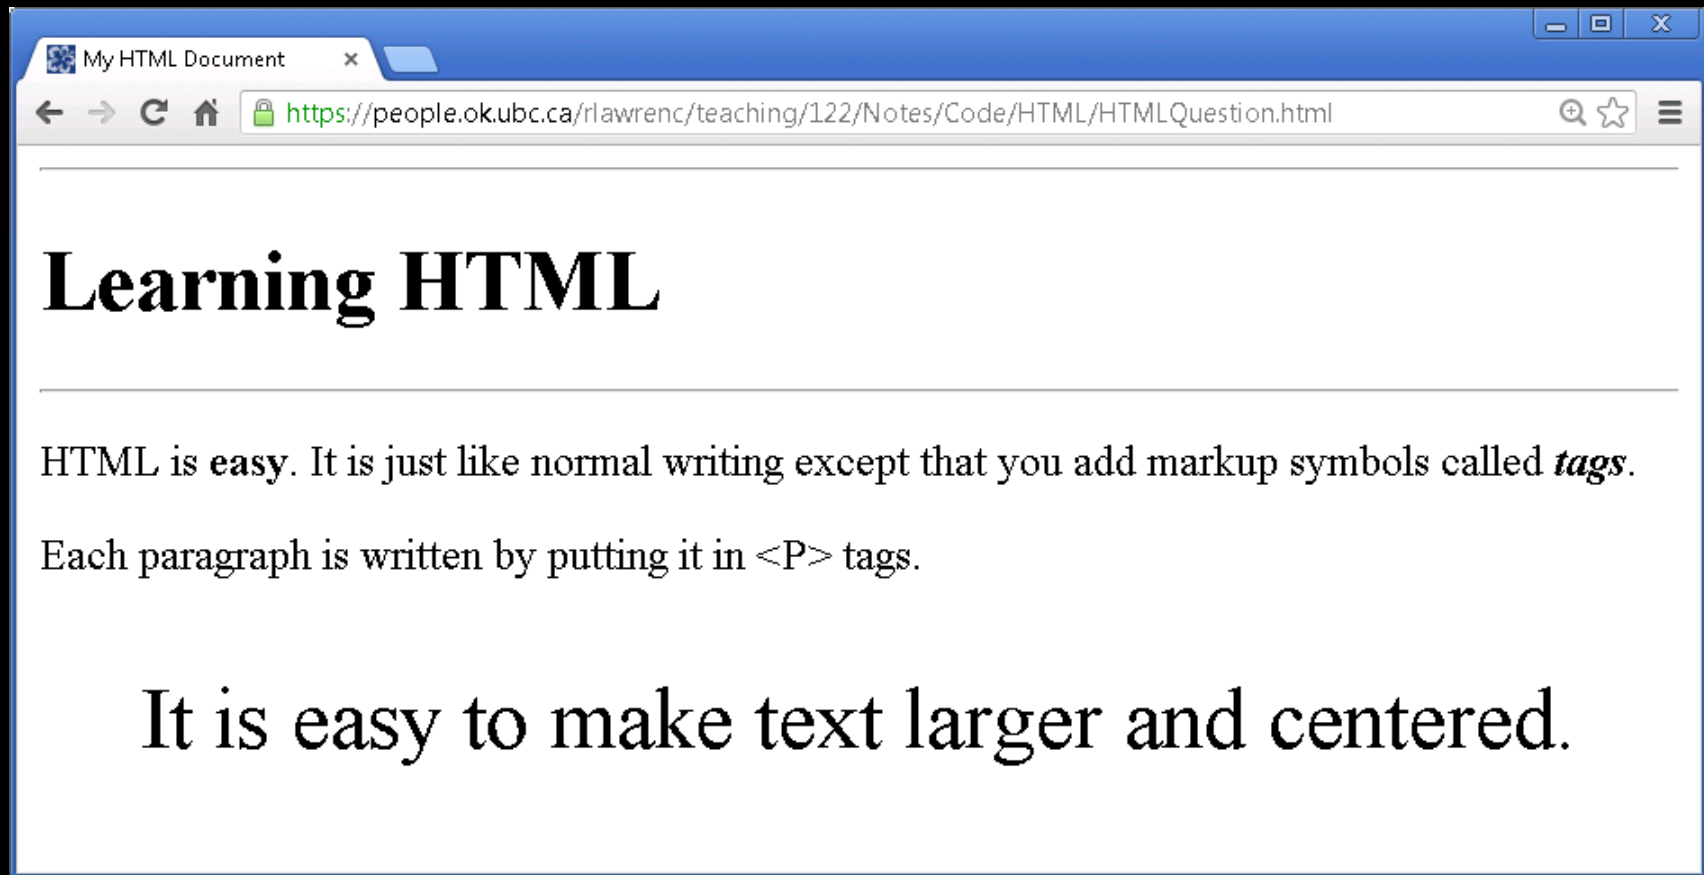 My HTML Document
https://people.ok.ubc.ca/rlawrenc/teaching/122/Notes/Code/HTML/HTMLQuestion.html
Learning HTML
HTML is easy. It is just like normal writing except that you add markup symbols called tags.
Each paragraph is written by putting it in <P> tags.
It is easy to make text larger and centered.